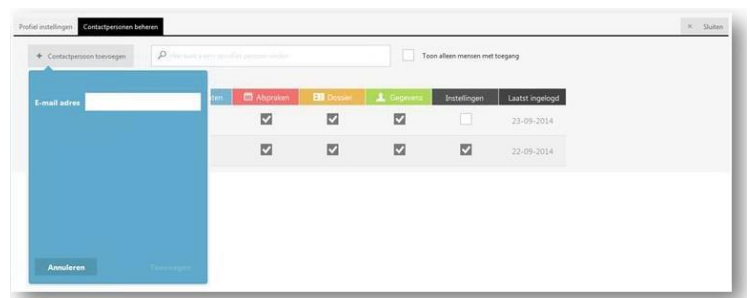 Profiel instellingen Contactpersonen beheren × Sluiten
+ Contactpersoon toevoegen Toon alleen mensen met toegang
ten Afspraken Dossier Gegevens Instellingen Laatst ingelogd
E-mail adres
23-09-2014
22-09-2014
Annuleren Toevoegen